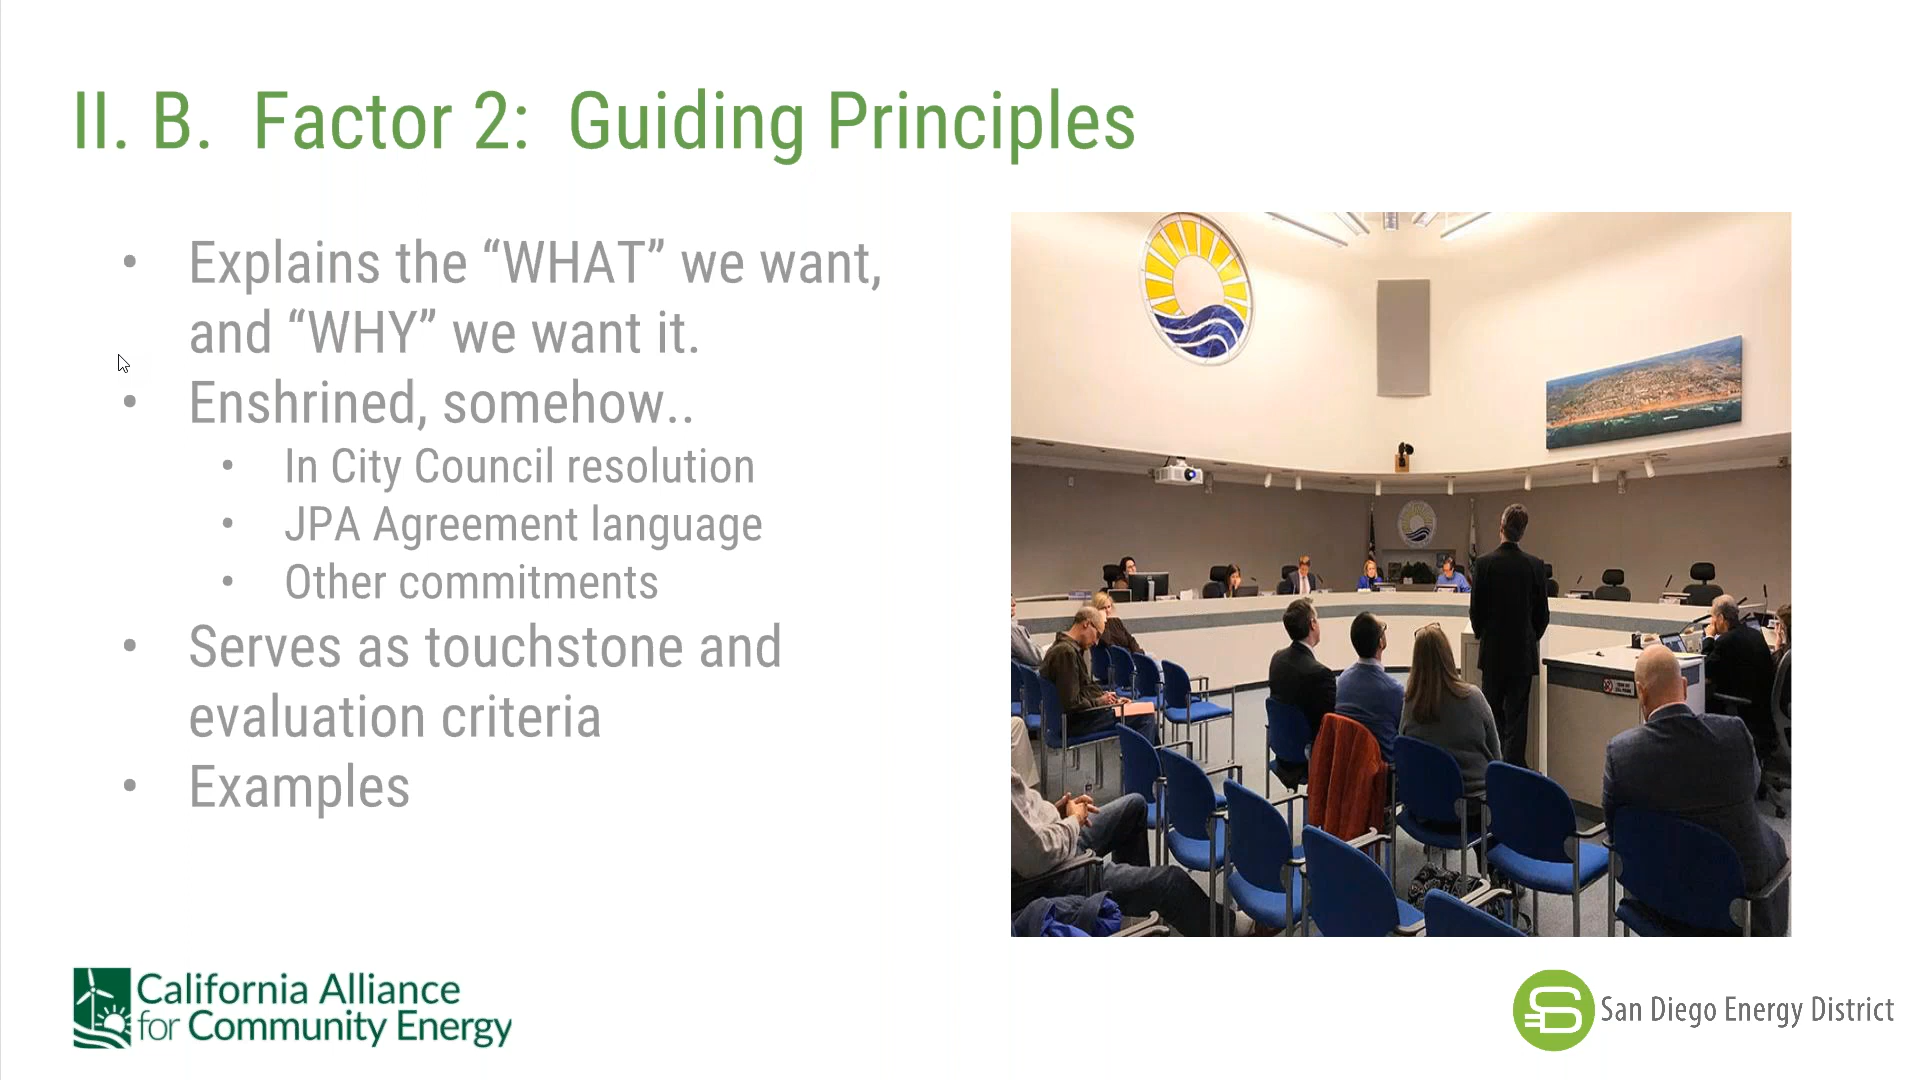 II. B. Factor 2: Guiding Principles
• Explains the “WHAT” we want,
and “WHY” we want it.
• Enshrined, somehow..
• In City Council resolution
• JPA Agreement language
• Other commitments
• Serves as touchstone and
evaluation criteria
• Examples
California Alliance
for Community Energy
San Diego Energy District